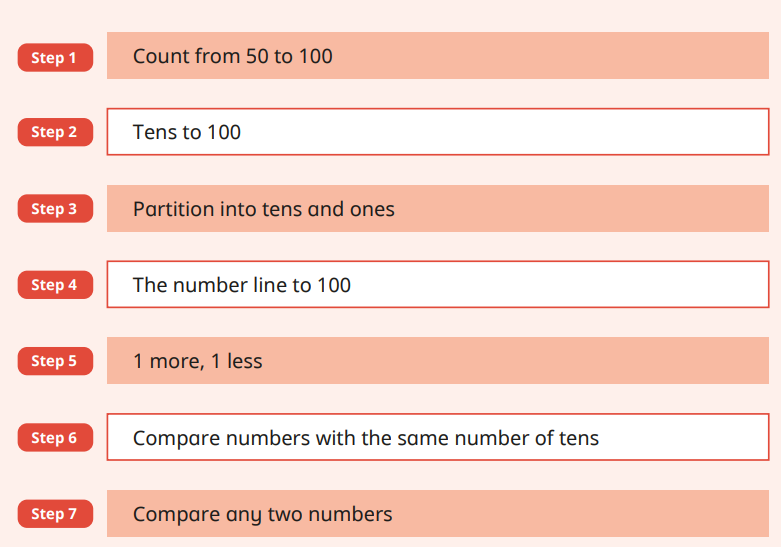 Step 1 Count from 50 to 100
Step 2 Tens to 100
Step 3 Partition into tens and ones
Step 4 The number line to 100
Step 5 1 more, 1 less
Step 6 Compare numbers with the same number of tens
Step 7 Compare any two numbers